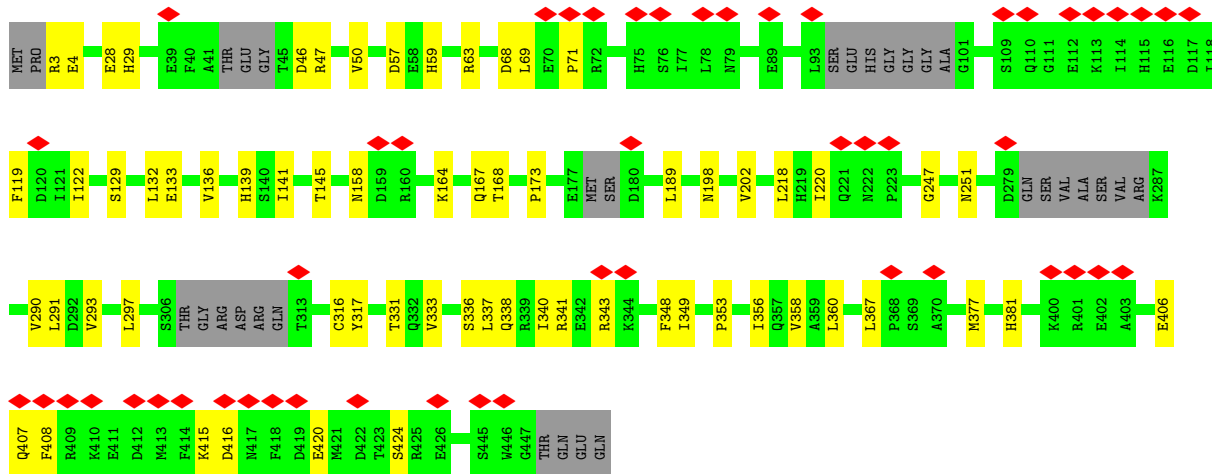 MET PRO R3 E4 E28 H29 E39 F40 A41 THR GLU GLY T45 D46 R47 V50 D57 E58 H59 R63 D68 L69 E70 P71 R72 H75 S76 I77 L78 N79 E89 L93 SER GLU HIS GLY GLY GLY ALA G101 S109 Q110 G111 E112 K113 I114 H115 E116 D117 I118
F119 D120 I121 I122 S129 L132 E133 V136 H139 S140 I141 T145 N158 D159 R160 K164 Q167 T168 P173 E177 MET SER D180 L189 N198 V202 L218 H219 I220 Q221 N222 P223 G247 N251 D279 GLN SER VAL ALA SER VAL ARG K287
V290 L291 D292 V293 L297 S306 THR GLY ARG ASP ARG GLN T313 C316 Y317 T331 Q332 V333 S336 L337 Q338 R339 I340 R341 E342 R343 K344 F348 I349 P353 I356 Q357 V358 A359 L360 L367 P368 S369 A370 M377 H381 K400 R401 E402 A403 E406
Q407 F408 R409 K410 E411 D412 M413 F414 K415 D416 N417 F418 D419 E420 M421 D422 T423 S424 R425 E426 S445 W446 G447 THR GLN GLU GLN